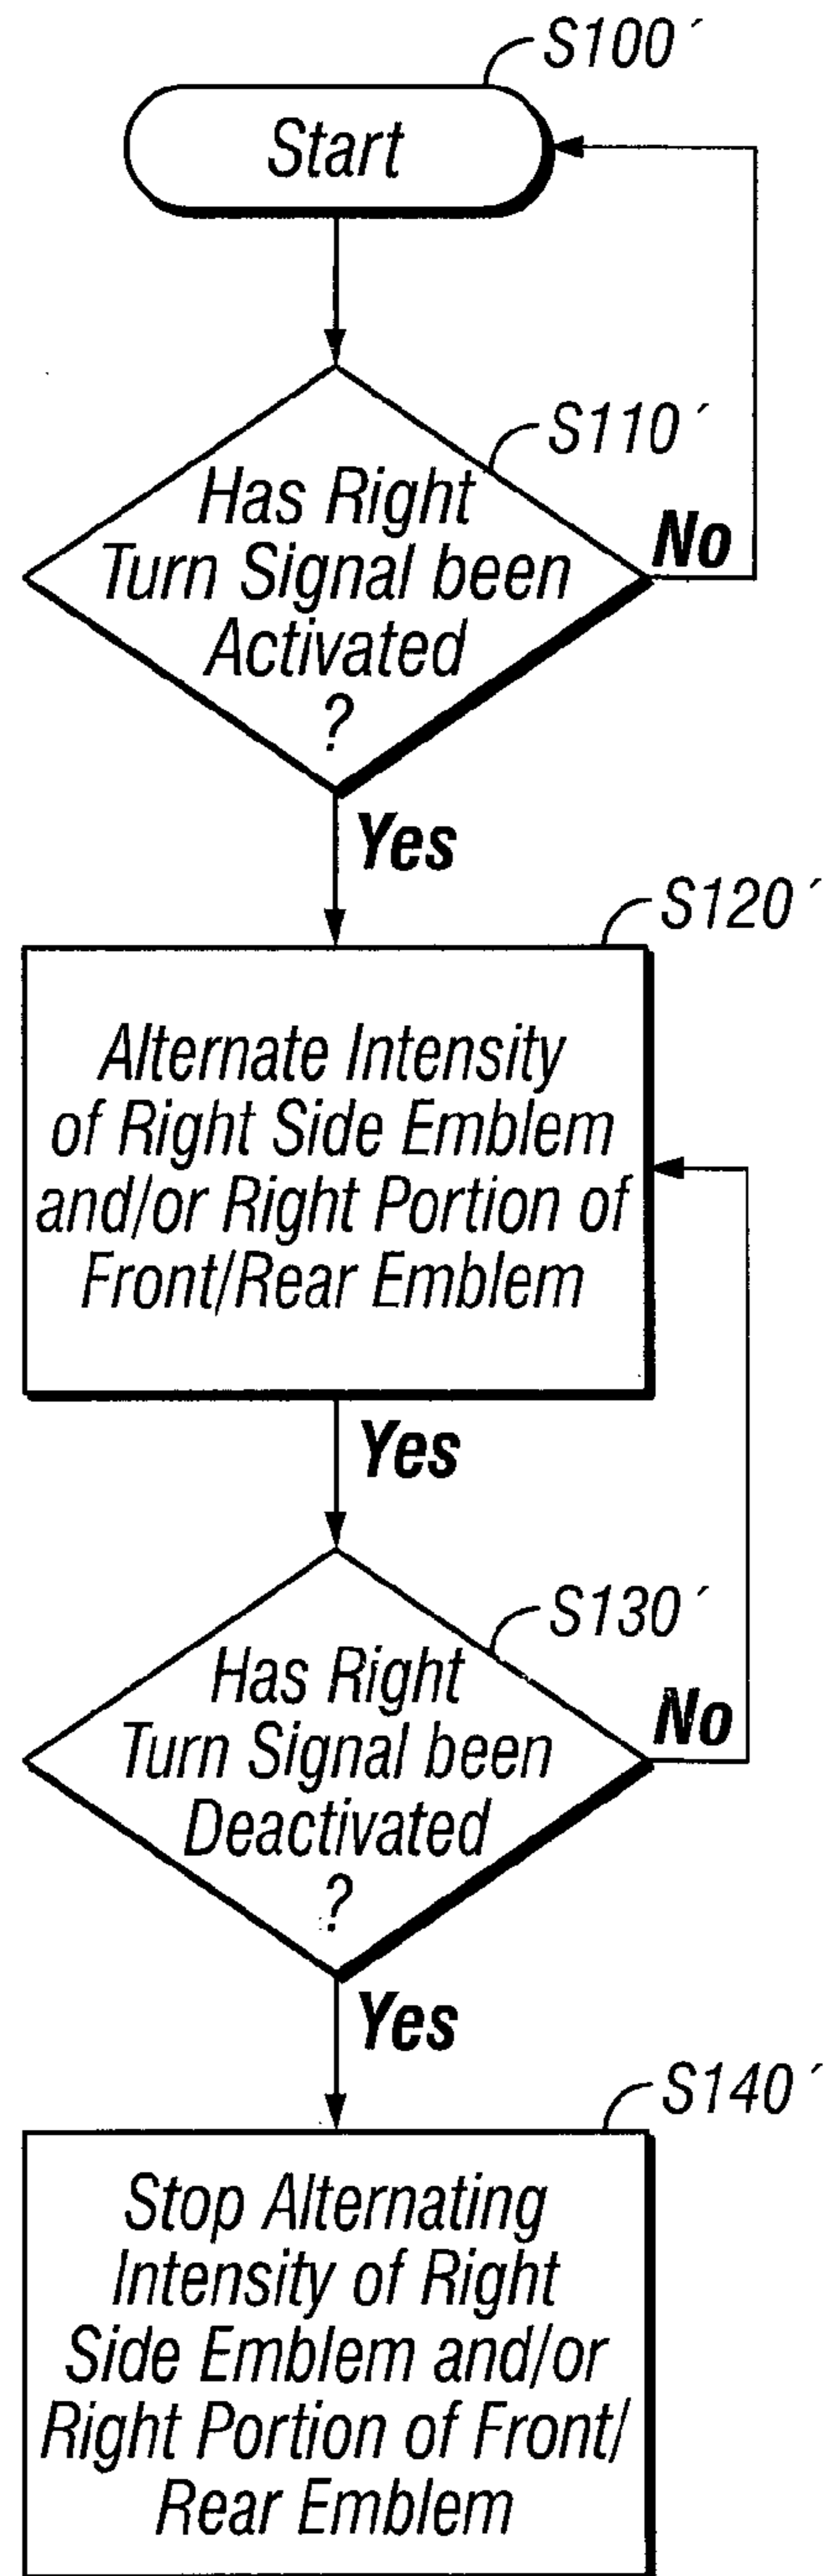 S100´
Start
S110´
Has Right
Turn Signal been
Activated
?
No
Yes
S120´
Alternate Intensity
of Right Side Emblem
and/or Right Portion of
Front/Rear Emblem
Yes
S130´
Has Right
Turn Signal been
Deactivated
?
No
Yes
S140´
Stop Alternating
Intensity of Right
Side Emblem and/or
Right Portion of Front/
Rear Emblem